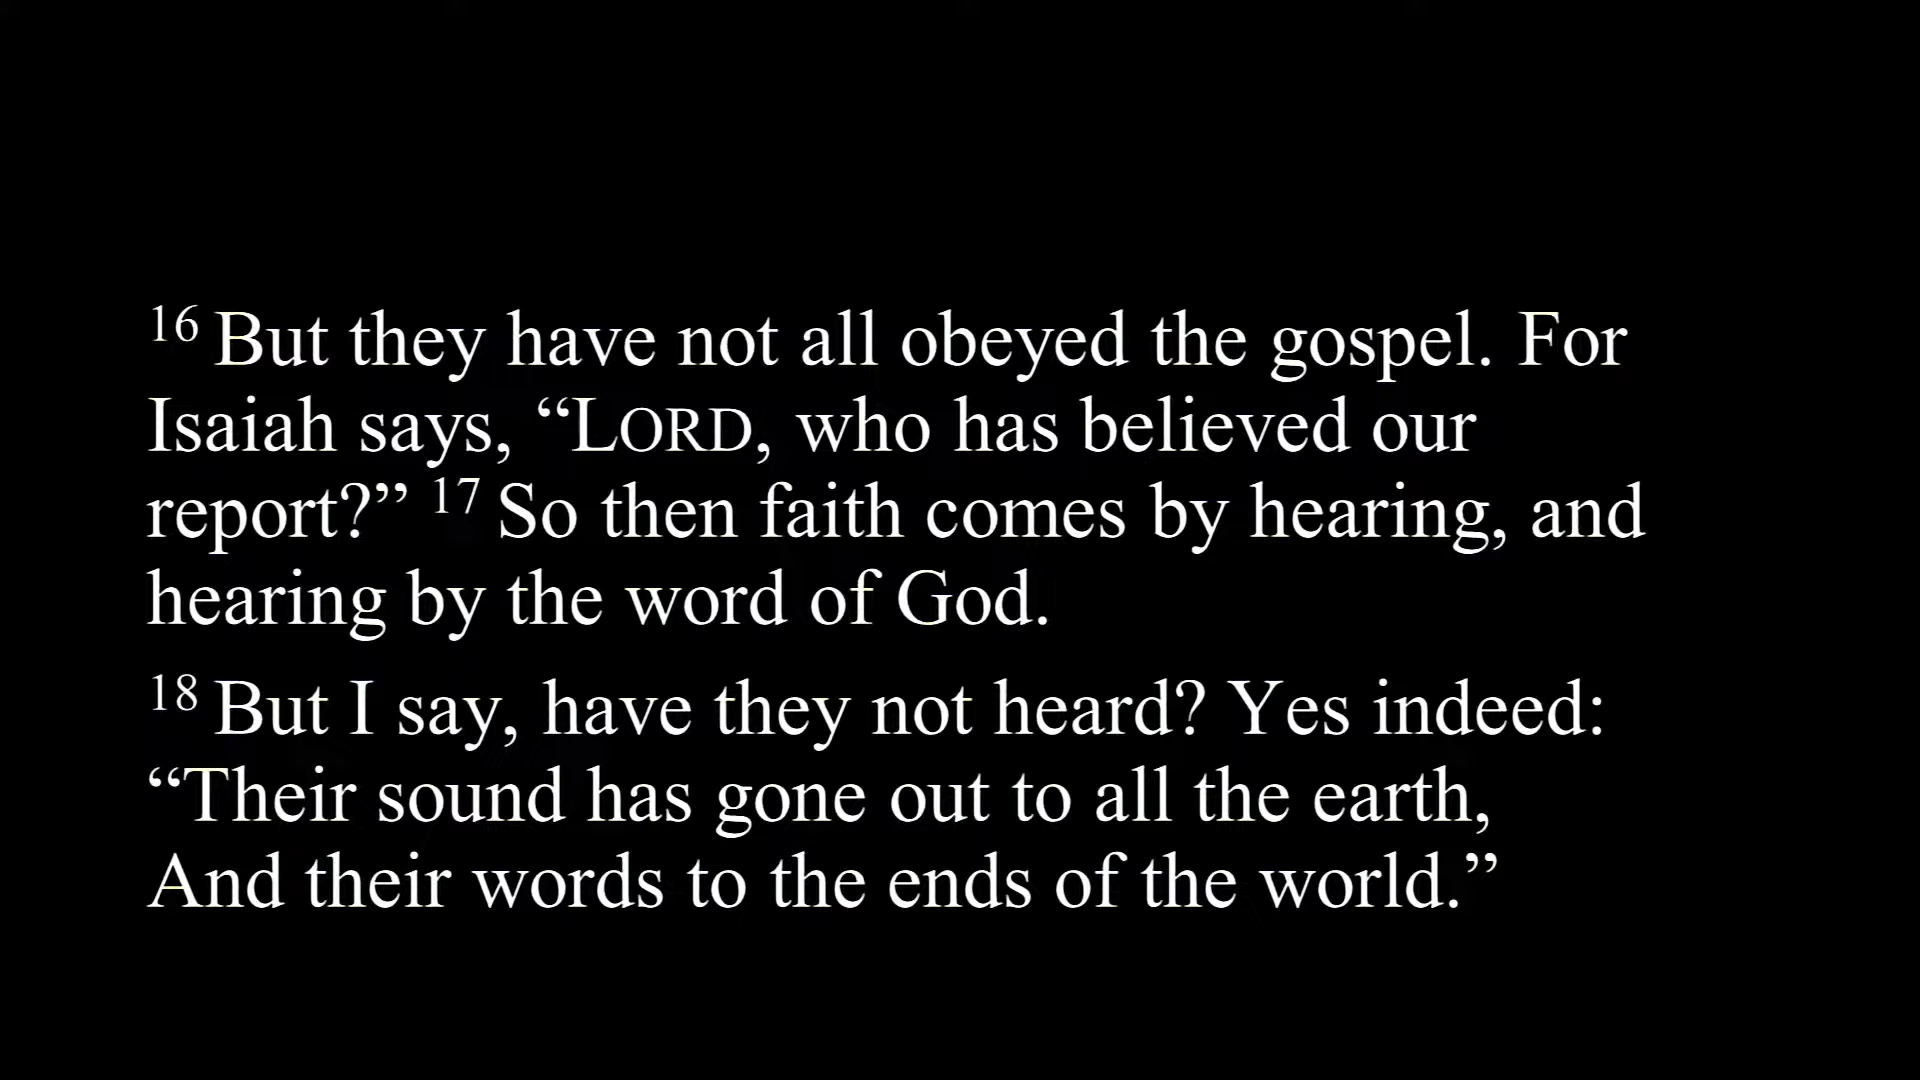 16 But they have not all obeyed the gospel. For
Isaiah says, “LORD, who has believed our
report?” 17 So then faith comes by hearing, and
hearing by the word of God.
18 But I say, have they not heard? Yes indeed:
“Their sound has gone out to all the earth,
And their words to the ends of the world.”